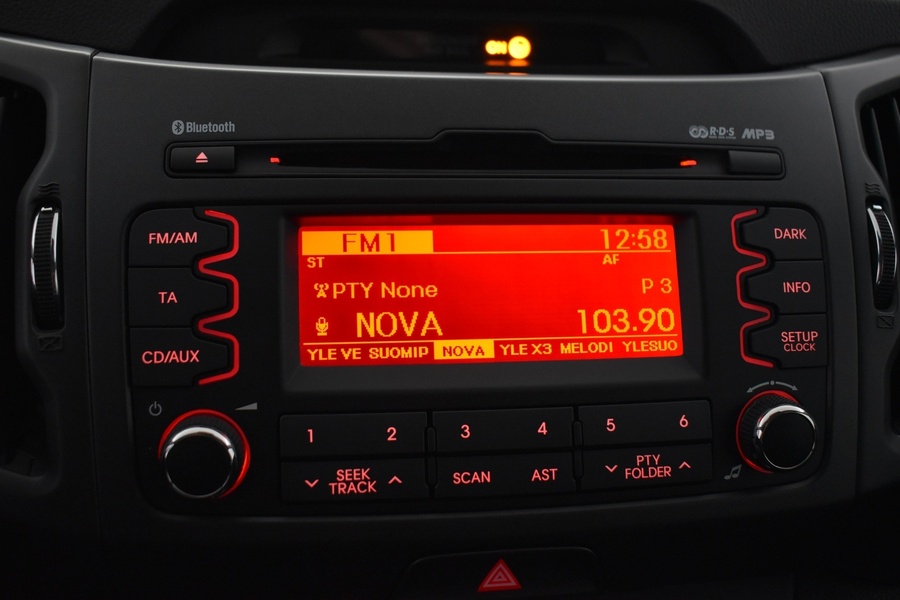 ON
Bluetooth
R·D·S MP3
FM/AM
TA
CD/AUX
FM1 12:58
ST AF
PTY None P 3
NOVA 103.90
YLE VE SUOMIP NOVA YLE X3 MELODI YLESUO
DARK
INFO
SETUP
CLOCK
1 2 3 4 5 6
SEEK
TRACK
SCAN AST
PTY
FOLDER